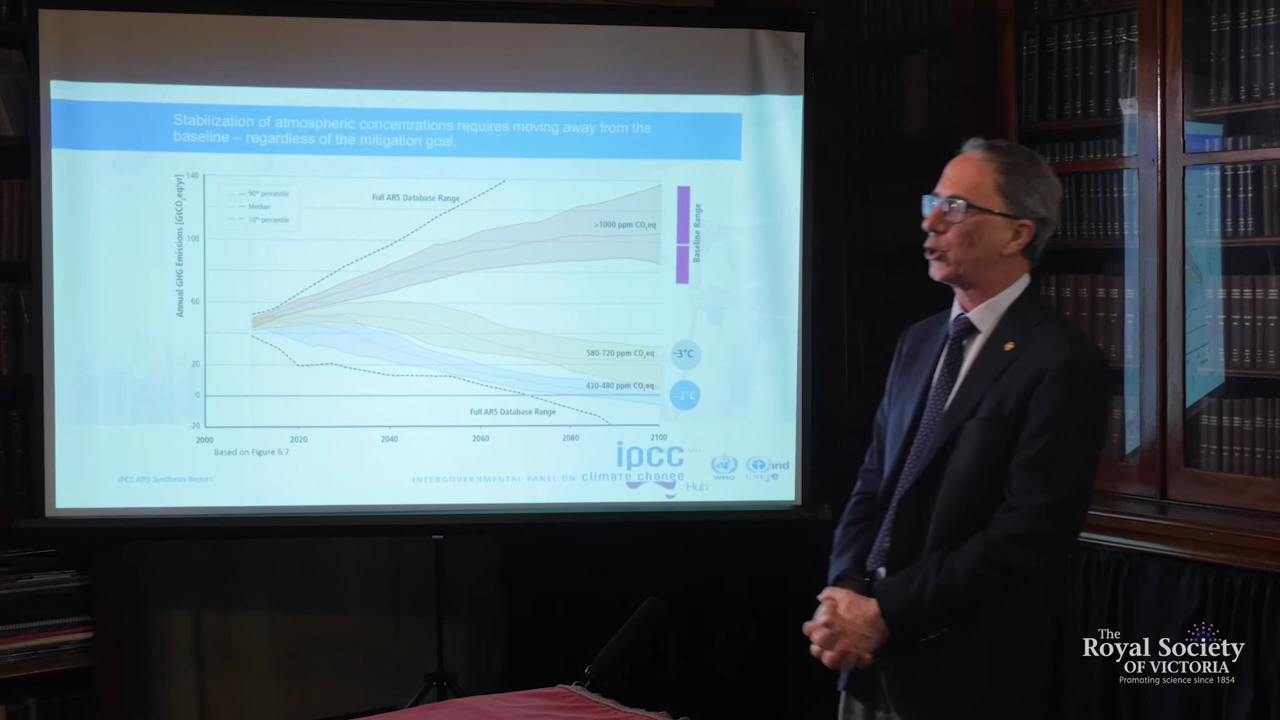 Stabilization of atmospheric concentrations requires moving away from the
baseline – regardless of the mitigation goal.
Annual GHG Emissions [GtCO₂eq/yr]
140
100
60
20
0
-20
90th percentile
Median
10th percentile
Full AR5 Database Range
>1000 ppm CO₂eq
Baseline Range
580-720 ppm CO₂eq
~3°C
430-480 ppm CO₂eq
~2°C
Full AR5 Database Range
2000
2020
2040
2060
2080
2100
Based on Figure 6.7
IPCC AR5 Synthesis Report
ipcc
INTERGOVERNMENTAL PANEL ON climate change
Hub
WMO
UNEP
The
Royal Society
OF VICTORIA
Promoting science since 1854